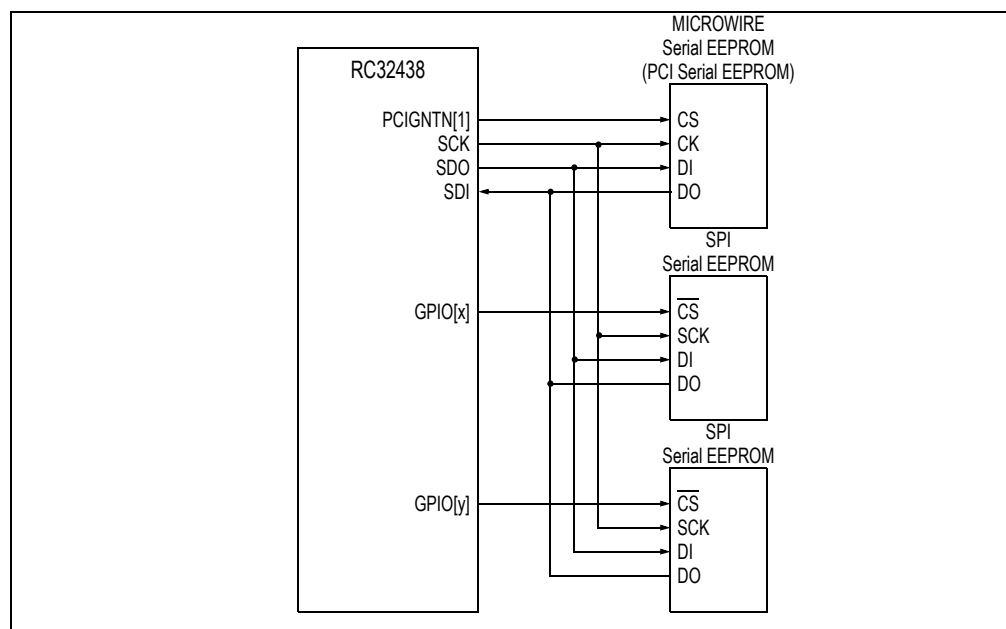 RC32438
PCIGNTN[1]
SCK
SDO
SDI
GPIO[x]
GPIO[y]
MICROWIRE
Serial EEPROM
(PCI Serial EEPROM)
CS
CK
DI
DO
SPI
Serial EEPROM
CS
SCK
DI
DO
SPI
Serial EEPROM
CS
SCK
DI
DO